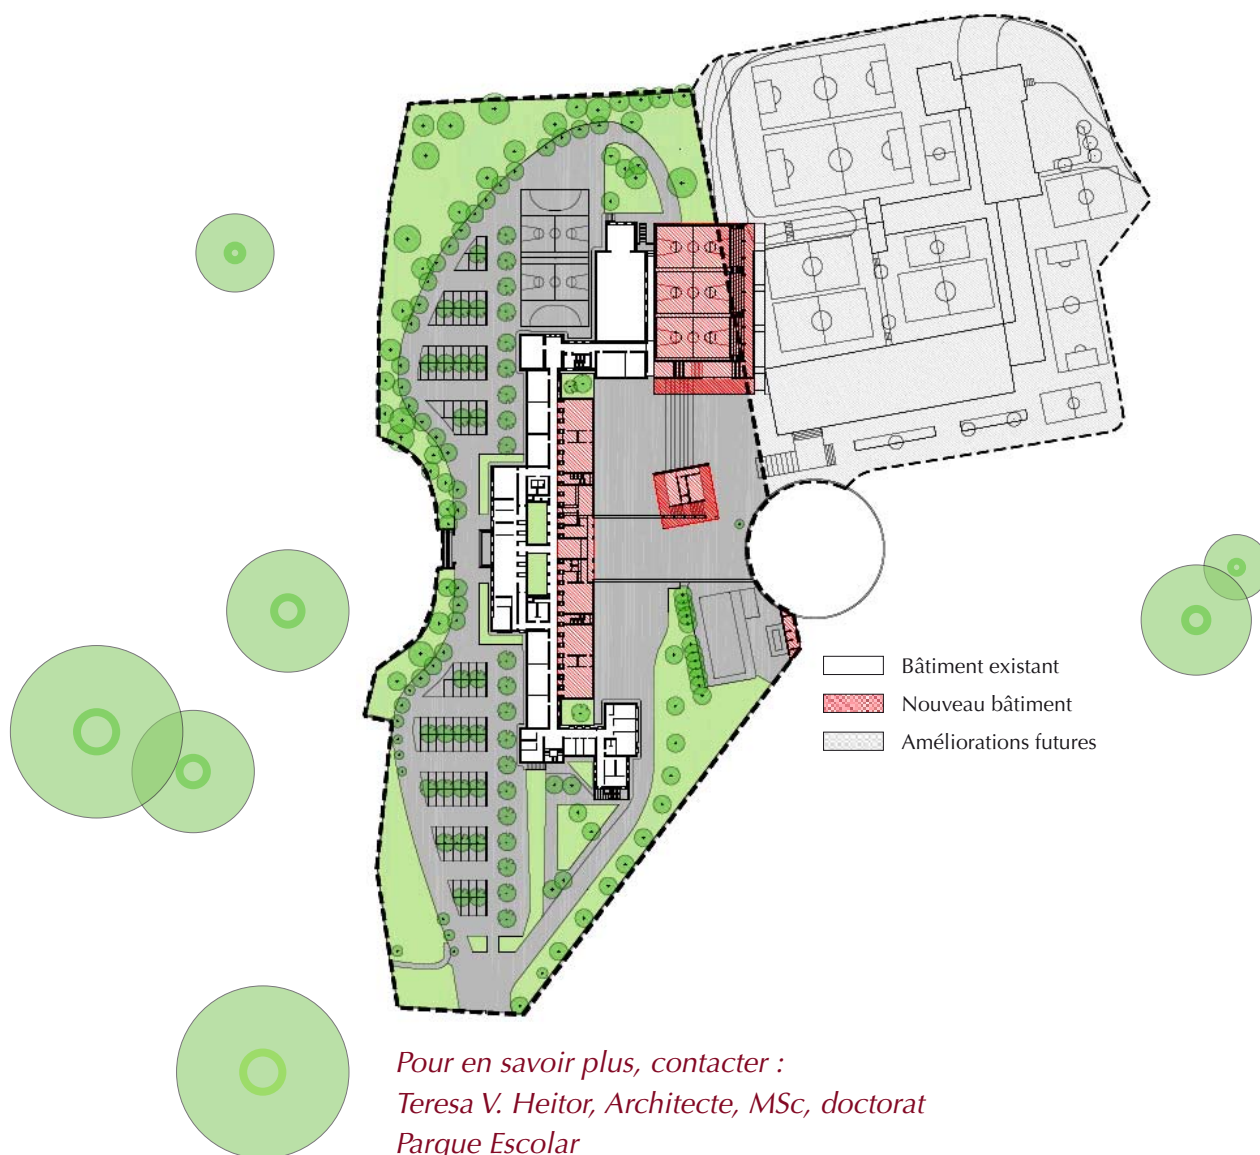 Bâtiment existant
Nouveau bâtiment
Améliorations futures
Pour en savoir plus, contacter :
Teresa V. Heitor, Architecte, MSc, doctorat
Parque Escolar